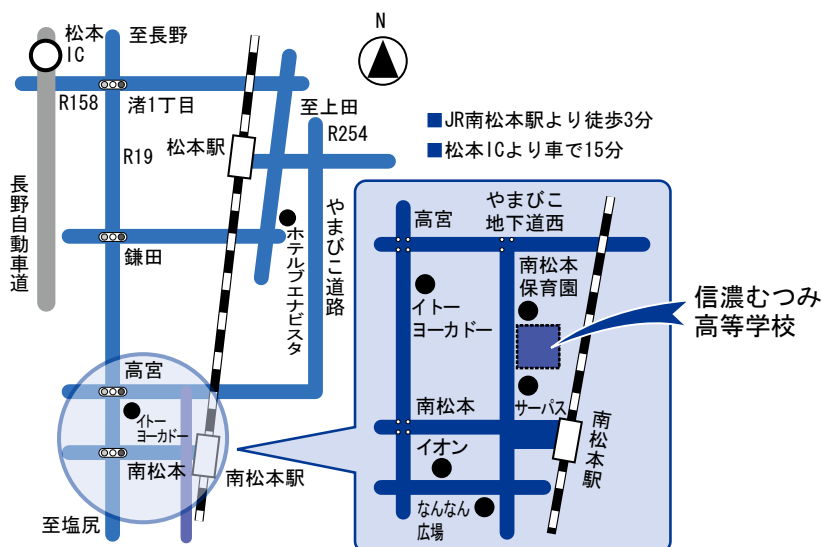 松本
IC
至長野
N
R158
渚1丁目
至上田
R254
松本駅
R19
長野自動車道
鎌田
ホテルブエナビスタ
やまびこ道路
高宮
イトー
ヨーカドー
南松本
南松本駅
至塩尻
■JR南松本駅より徒歩3分
■松本ICより車で15分
高宮
やまびこ
地下道西
南松本
保育園
イトー
ヨーカドー
信濃むつみ
高等学校
サーパス
南松本
南松本駅
イオン
なんなん
広場